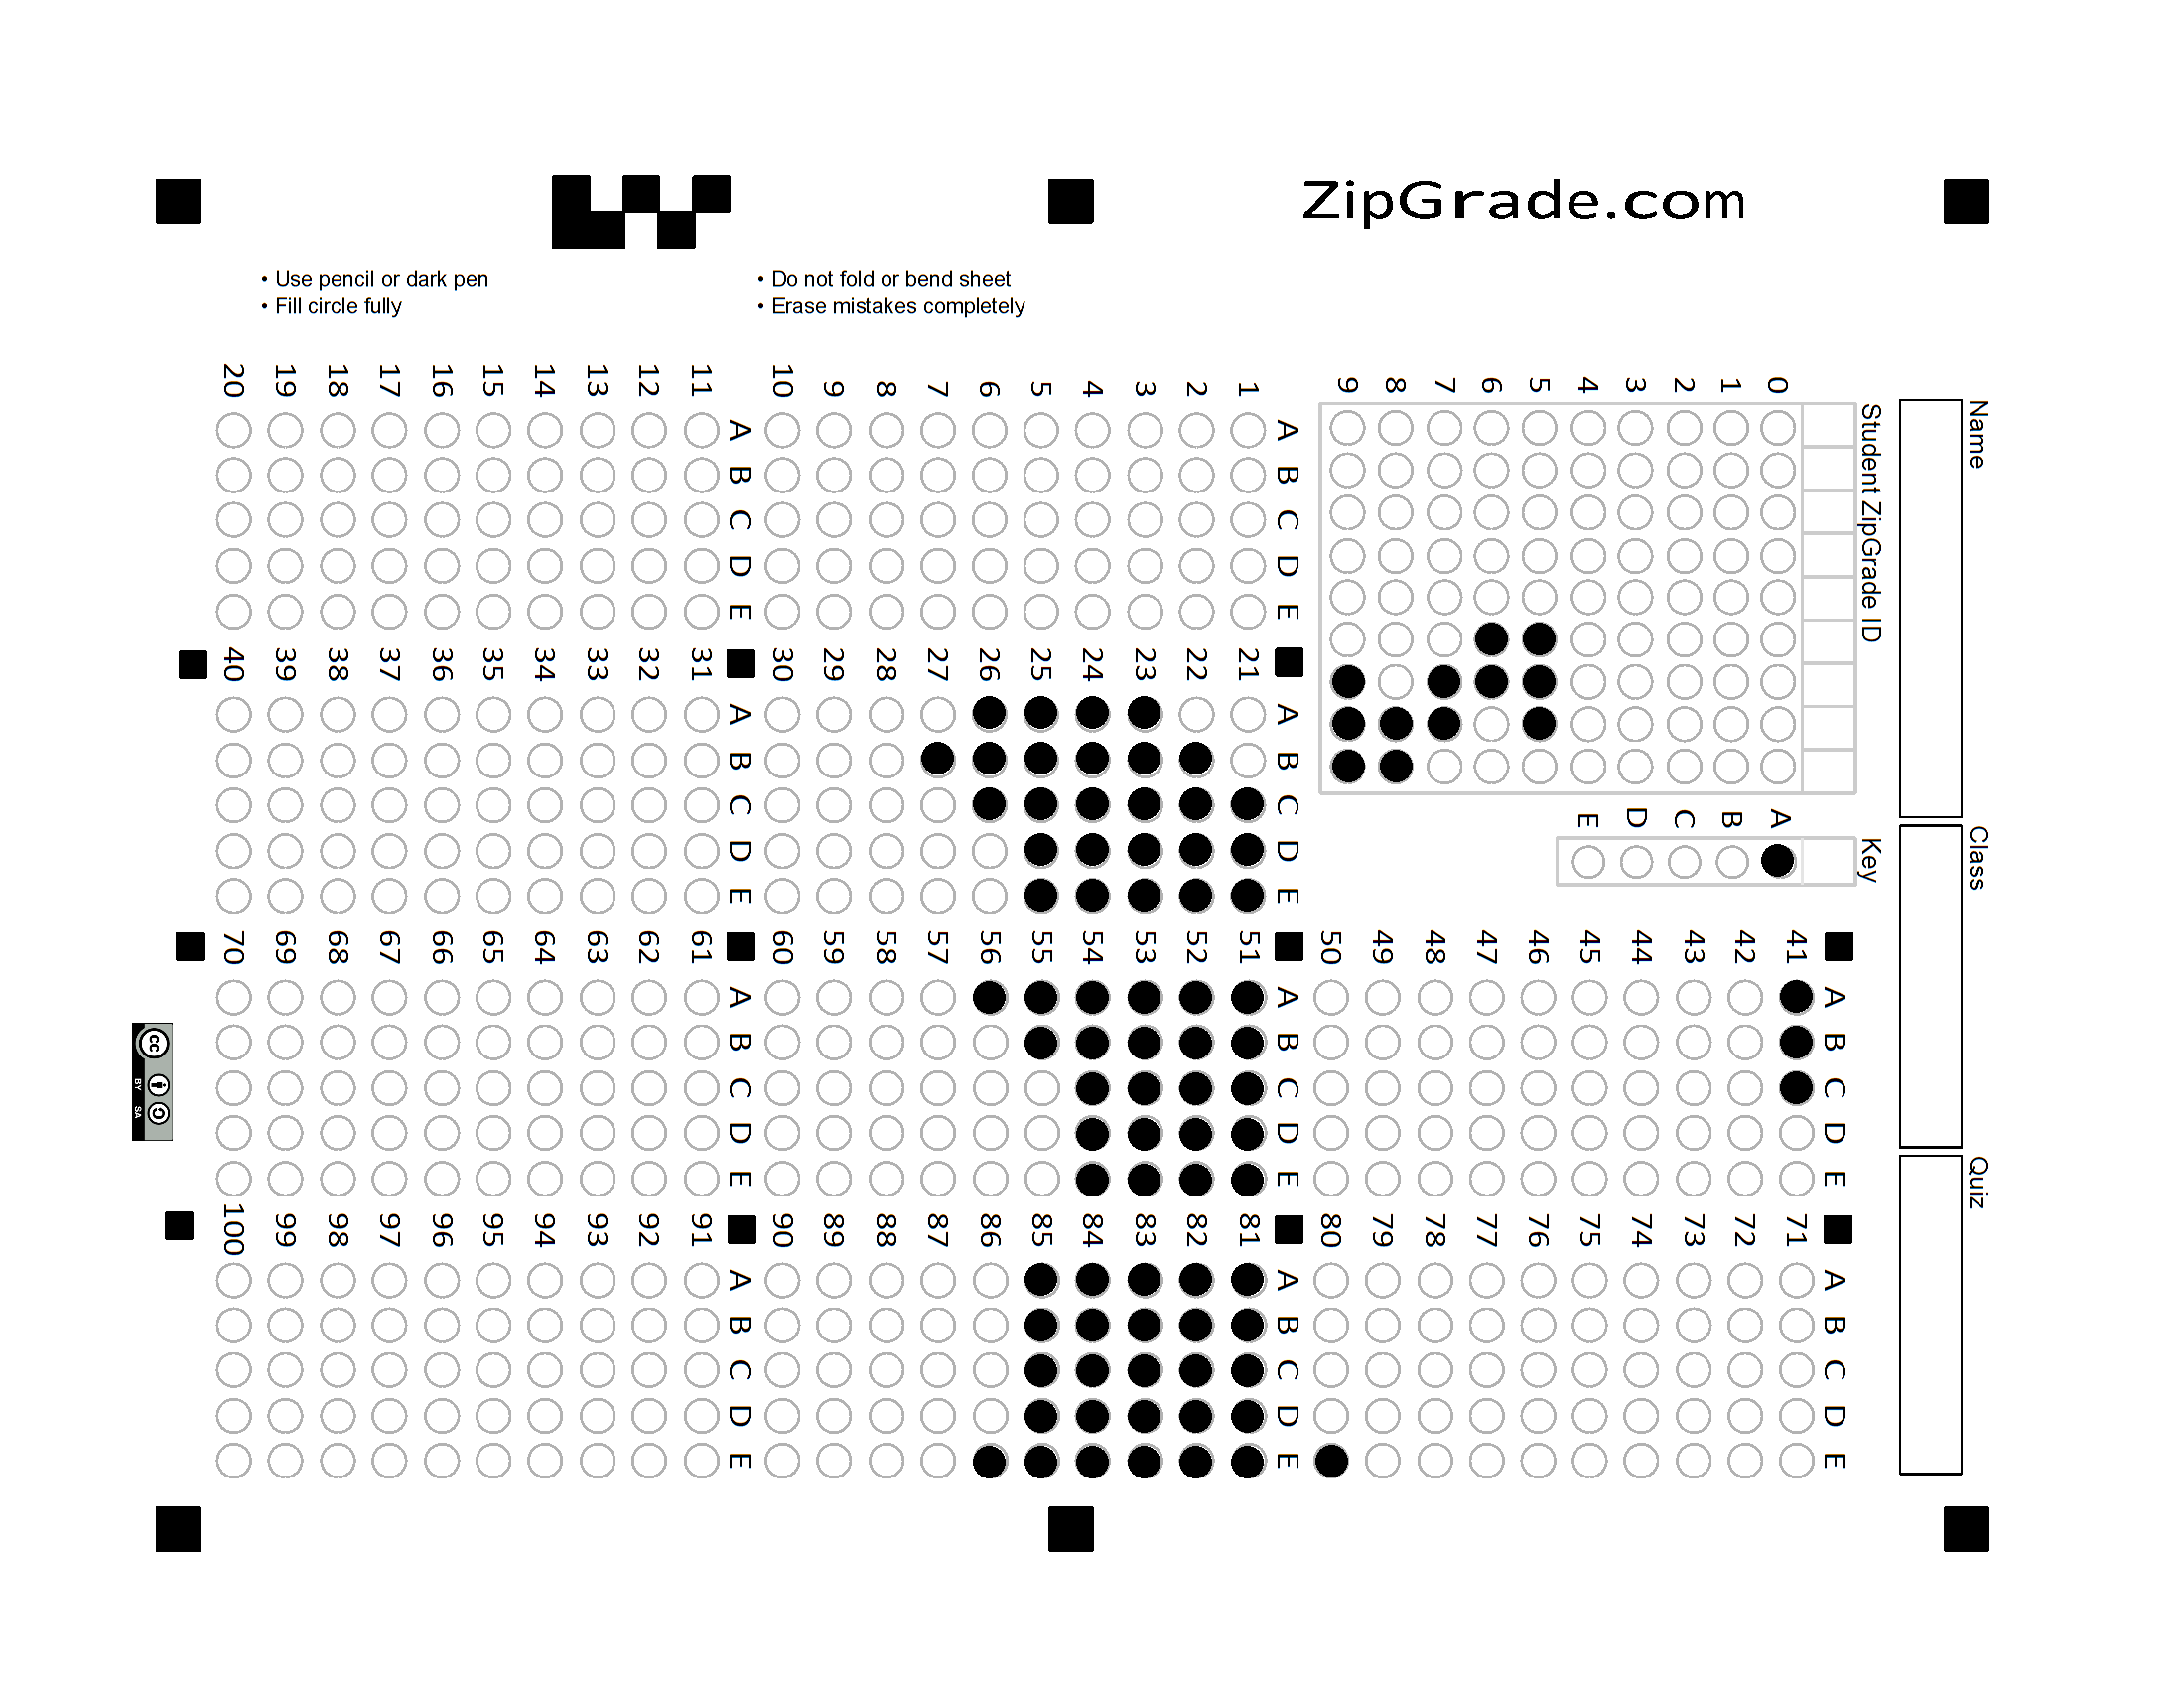 ZipGrade.com
• Use pencil or dark pen
• Fill circle fully
• Do not fold or bend sheet
• Erase mistakes completely
Name
Class
Quiz
Student ZipGrade ID
0 1 2 3 4 5 6 7 8 9
Key
A B C D E
1 2 3 4 5 6 7 8 9 10
A B C D E
11 12 13 14 15 16 17 18 19 20
A B C D E
21 22 23 24 25 26 27 28 29 30
A B C D E
31 32 33 34 35 36 37 38 39 40
A B C D E
41 42 43 44 45 46 47 48 49 50
A B C D E
51 52 53 54 55 56 57 58 59 60
A B C D E
61 62 63 64 65 66 67 68 69 70
A B C D E
71 72 73 74 75 76 77 78 79 80
A B C D E
81 82 83 84 85 86 87 88 89 90
A B C D E
91 92 93 94 95 96 97 98 99 100
A B C D E
cc
BY SA